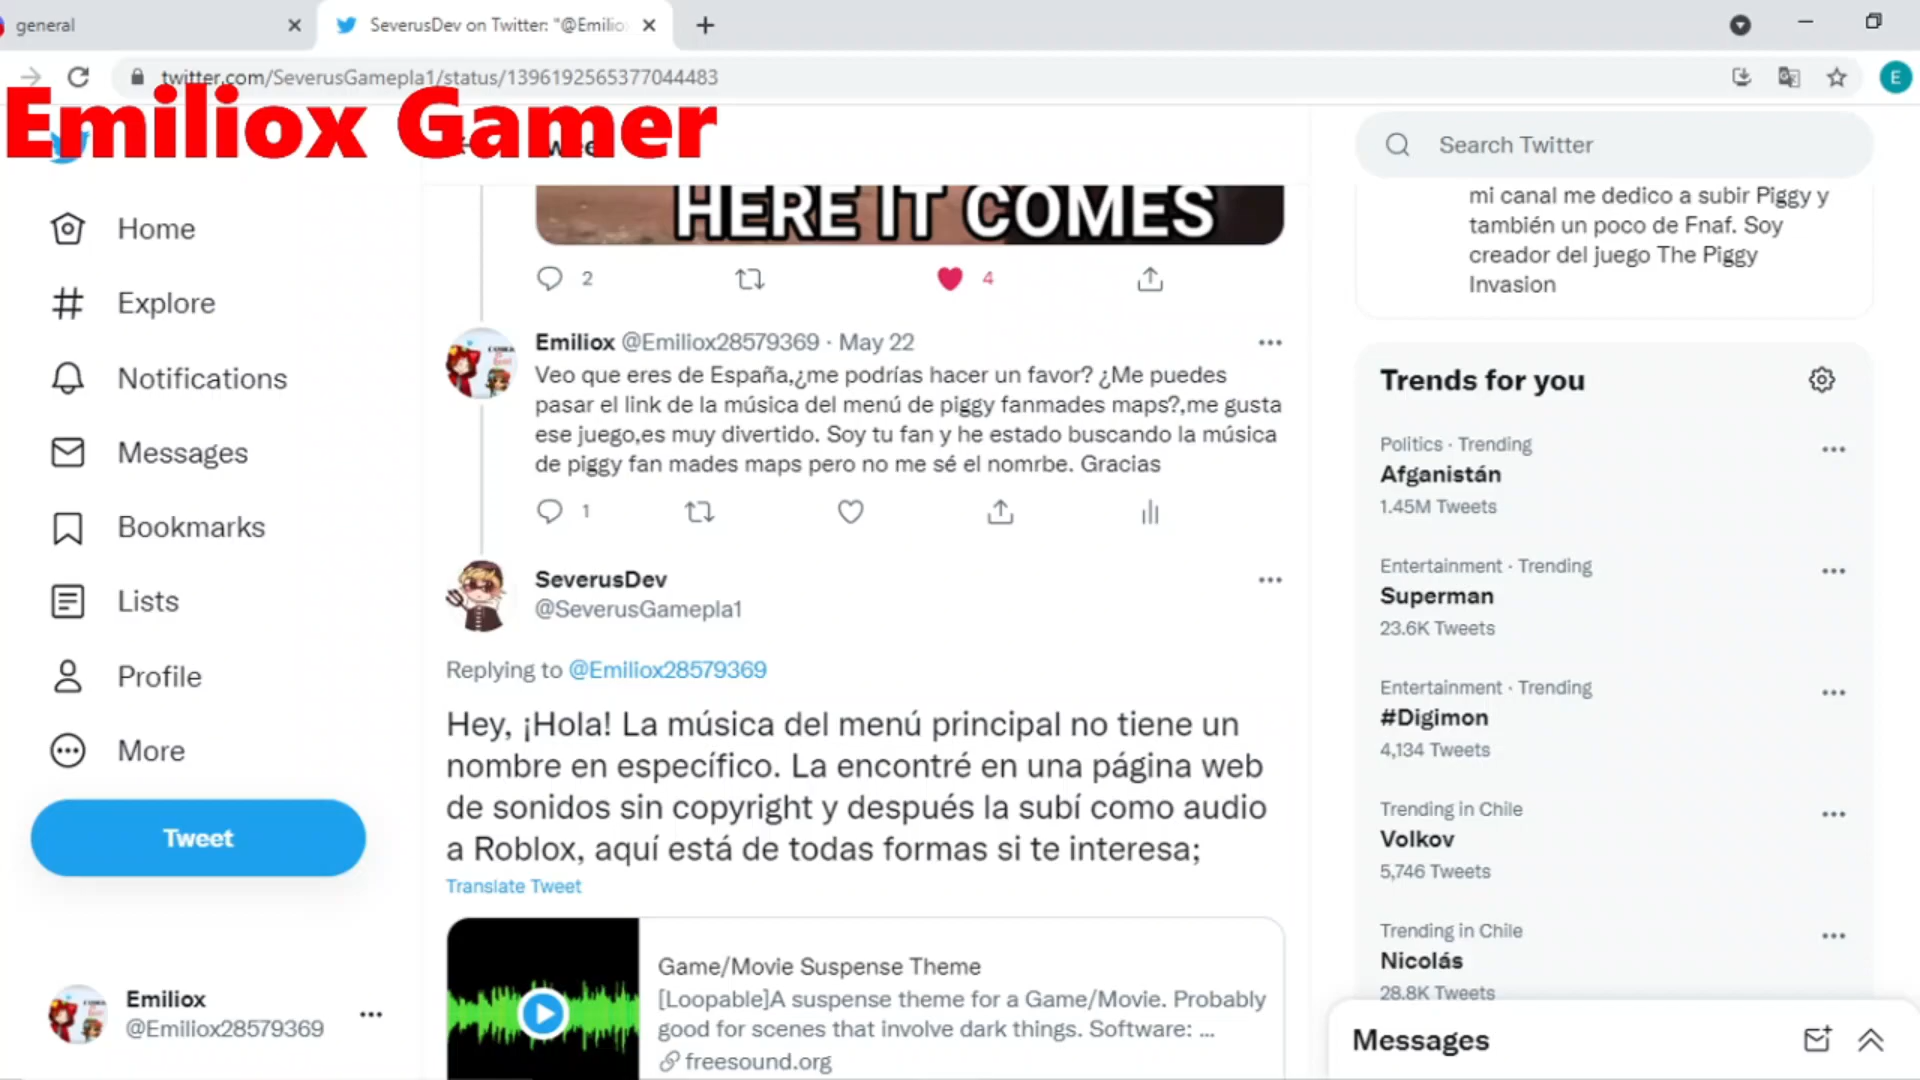 general
SeverusDev on Twitter: "@Emilio
twitter.com/SeverusGamepla1/status/1396192565377044483
E
Emiliox Gamer
Search Twitter
HERE IT COMES
mi canal me dedico a subir Piggy y
también un poco de Fnaf. Soy
creador del juego The Piggy
Invasion
Home
Explore
Notifications
Messages
Bookmarks
Lists
Profile
More
Tweet
Emiliox
@Emiliox28579369
2
4
Emiliox @Emiliox28579369 · May 22
Veo que eres de España,¿me podrías hacer un favor? ¿Me puedes
pasar el link de la música del menú de piggy fanmades maps?,me gusta
ese juego,es muy divertido. Soy tu fan y he estado buscando la música
de piggy fan mades maps pero no me sé el nomrbe. Gracias
1
SeverusDev
@SeverusGamepla1
Replying to @Emiliox28579369
Hey, ¡Hola! La música del menú principal no tiene un
nombre en específico. La encontré en una página web
de sonidos sin copyright y después la subí como audio
a Roblox, aquí está de todas formas si te interesa;
Translate Tweet
Game/Movie Suspense Theme
[Loopable]A suspense theme for a Game/Movie. Probably
good for scenes that involve dark things. Software: ...
freesound.org
Trends for you
Politics · Trending
Afganistán
1.45M Tweets
Entertainment · Trending
Superman
23.6K Tweets
Entertainment · Trending
#Digimon
4,134 Tweets
Trending in Chile
Volkov
5,746 Tweets
Trending in Chile
Nicolás
28.8K Tweets
Messages